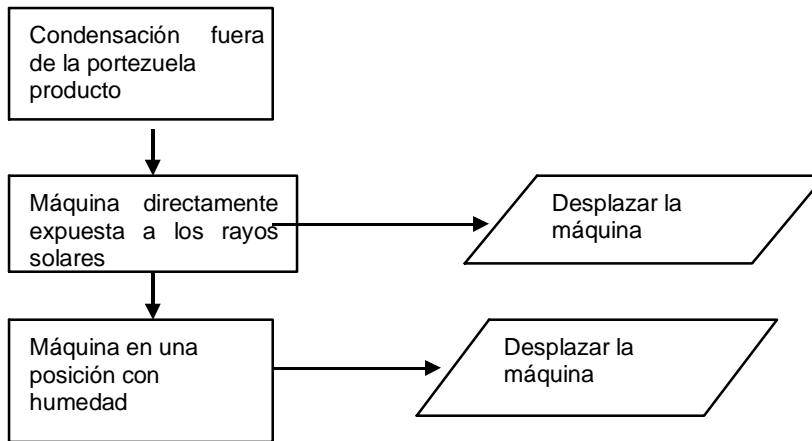 Condensación fuera
de la portezuela
producto
Máquina directamente
expuesta a los rayos
solares
Desplazar la
máquina
Máquina en una
posición con
humedad
Desplazar la
máquina